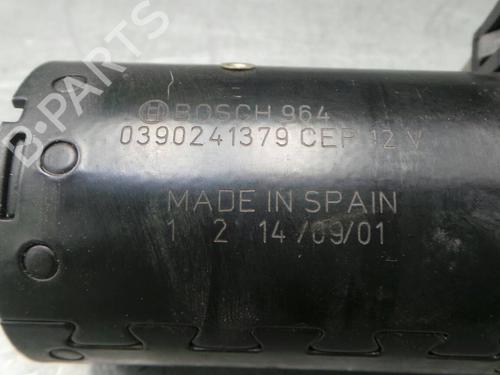 BOSCH 964
0390241379 CEP 12 V
MADE IN SPAIN
1 2 14/09/01
B-PARTS